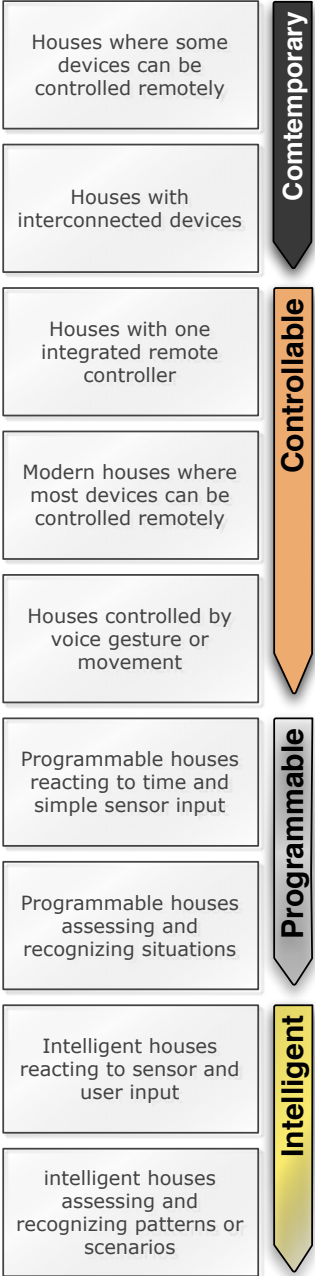 Houses where some
devices can be
controlled remotely
Comtemporary
Houses with
interconnected devices
Houses with one
integrated remote
controller
Controllable
Modern houses where
most devices can be
controlled remotely
Houses controlled by
voice gesture or
movement
Programmable houses
reacting to time and
simple sensor input
Programmable
Programmable houses
assessing and
recognizing situations
Intelligent houses
reacting to sensor and
user input
Intelligent
intelligent houses
assessing and
recognizing patterns or
scenarios